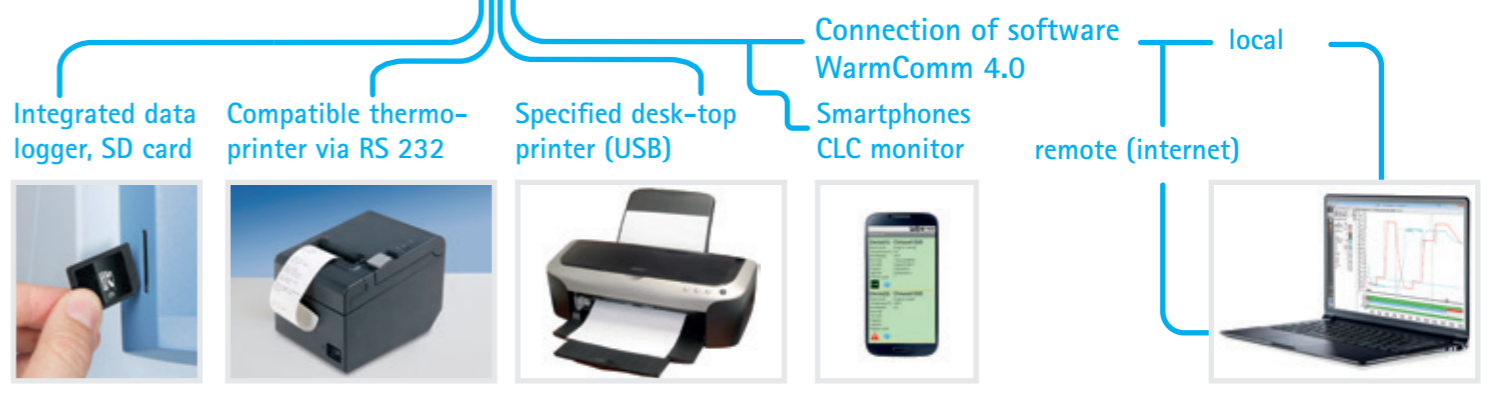 Connection of software
WarmComm 4.0
local
Integrated data
logger, SD card
Compatible thermo-
printer via RS 232
Specified desk-top
printer (USB)
Smartphones
CLC monitor
remote (internet)